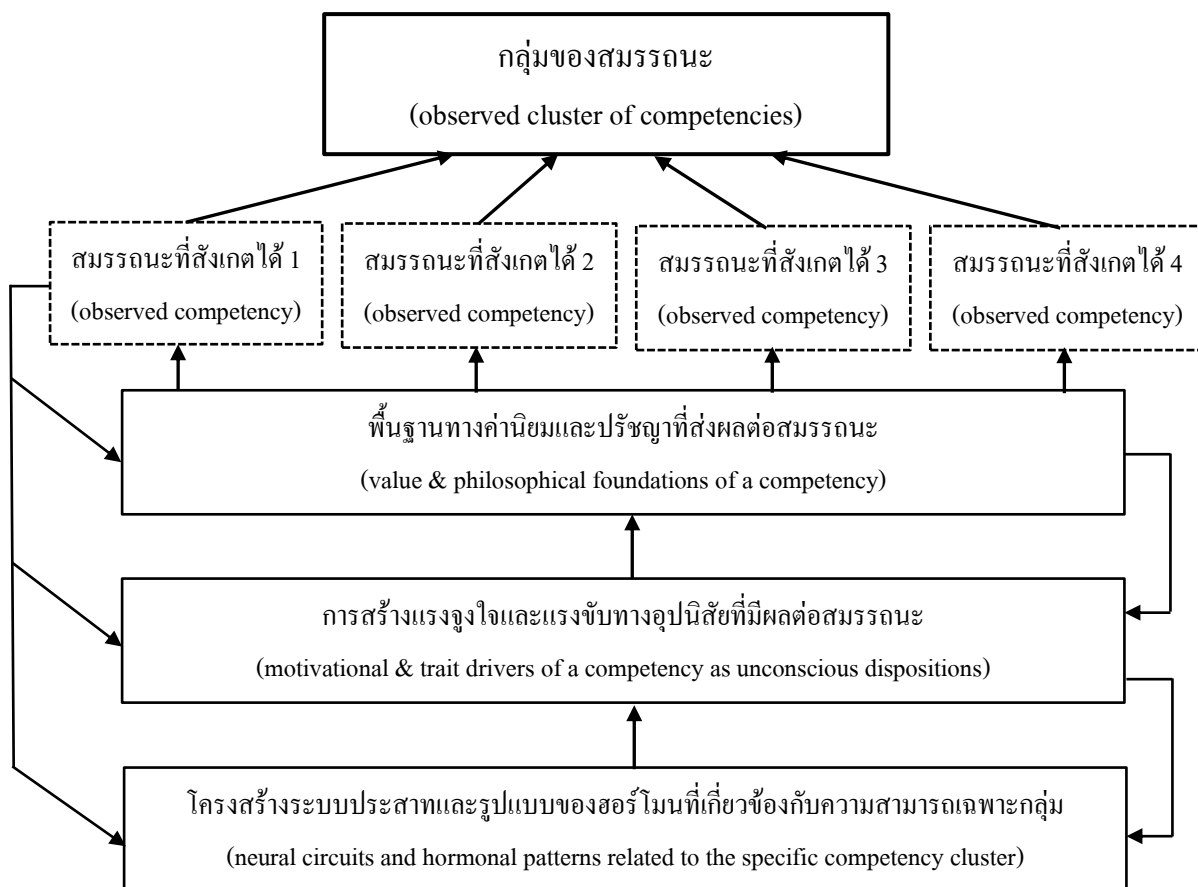 กลุ่มของสมรรถนะ
(observed cluster of competencies)
สมรรถนะที่สังเกตได้ 1
(observed competency)
สมรรถนะที่สังเกตได้ 2
(observed competency)
สมรรถนะที่สังเกตได้ 3
(observed competency)
สมรรถนะที่สังเกตได้ 4
(observed competency)
พื้นฐานทางค่านิยมและปรัชญาที่ส่งผลต่อสมรรถนะ
(value & philosophical foundations of a competency)
การสร้างแรงจูงใจและแรงขับทางอุปนิสัยที่มีผลต่อสมรรถนะ
(motivational & trait drivers of a competency as unconscious dispositions)
โครงสร้างระบบประสาทและรูปแบบของฮอร์โมนที่เกี่ยวข้องกับความสามารถเฉพาะกลุ่ม
(neural circuits and hormonal patterns related to the specific competency cluster)